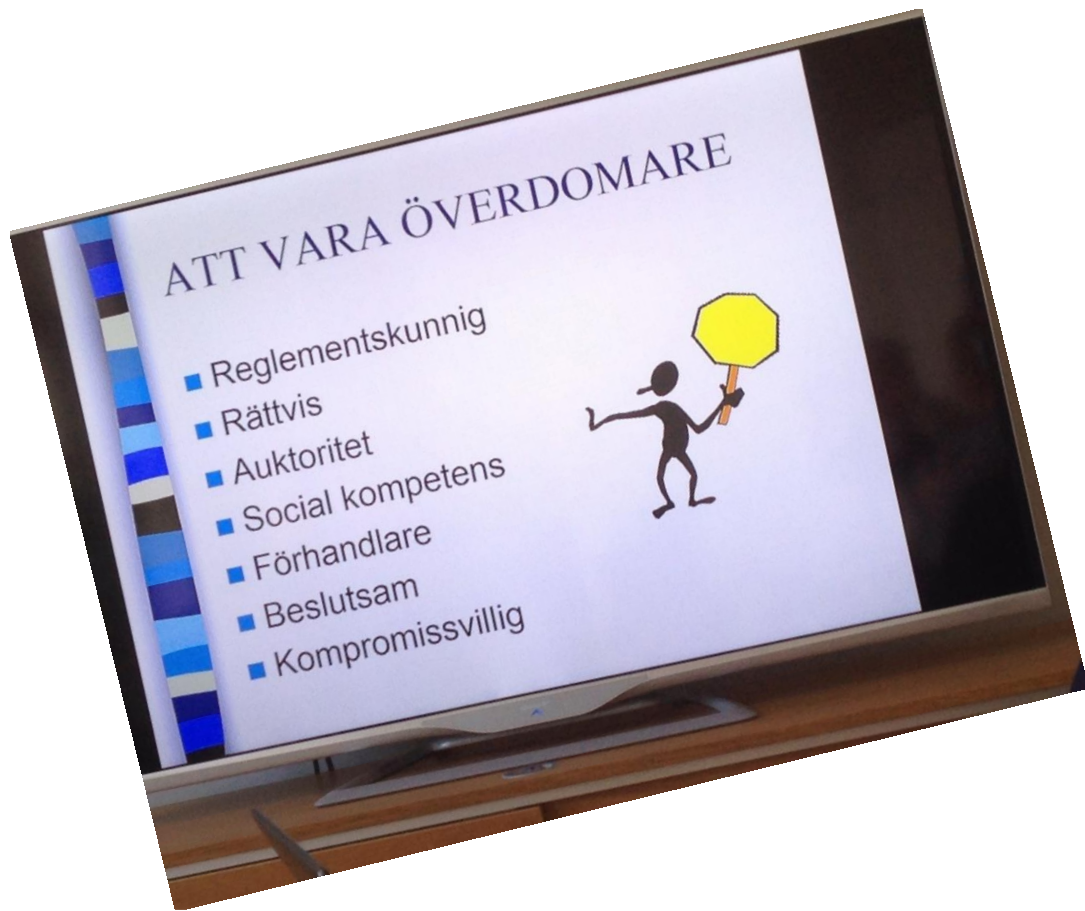 ATT VARA ÖVERDOMARE
Reglementskunnig
Rättvis
Auktoritet
Social kompetens
Förhandlare
Beslutsam
Kompromissvillig